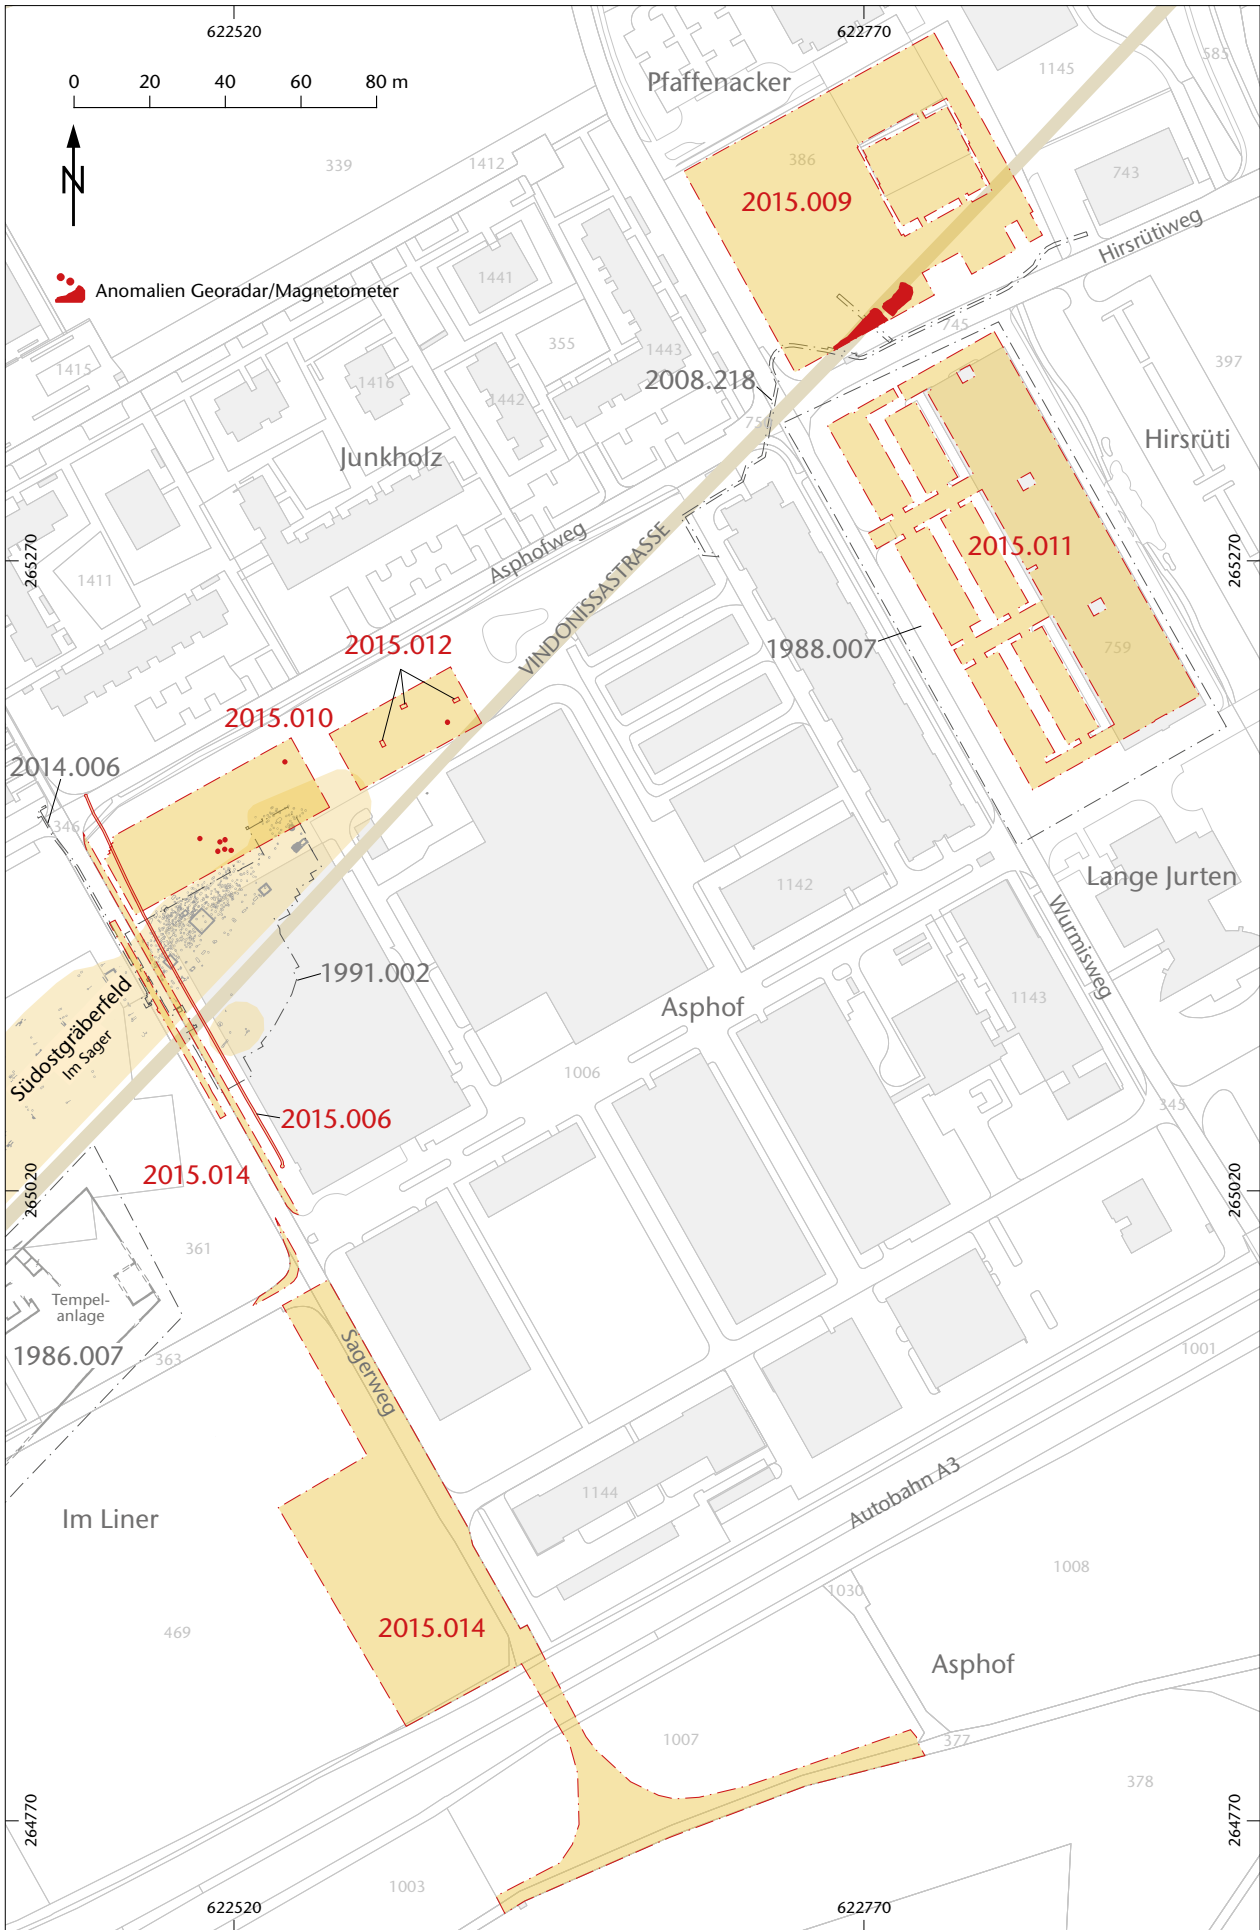 622520
622770
0 20 40 60 80 m
N
Anomalien Georadar/Magnetometer
Pfaffenacker
1145
585
339
1412
386
743
2015.009
Hirsrütiweg
1441
745
355
1443
1415
1416
1442
397
2008.218
Junkholz
Hirsrüti
Asphofweg
265270
265270
1411
2015.011
VINDONISSASTRASSE
2015.012
1988.007
759
2015.010
2014.006
346
1142
Lange Jurten
Wurmisweg
1991.002
Südostgräberfeld
Im Sager
Asphof
1143
1006
345
2015.006
2015.014
265020
265020
361
Tempel-
anlage
1986.007
363
Sagerweg
1001
Autobahn A3
1144
Im Liner
1008
1030
469
2015.014
Asphof
1007
377
378
264770
264770
1003
622520
622770